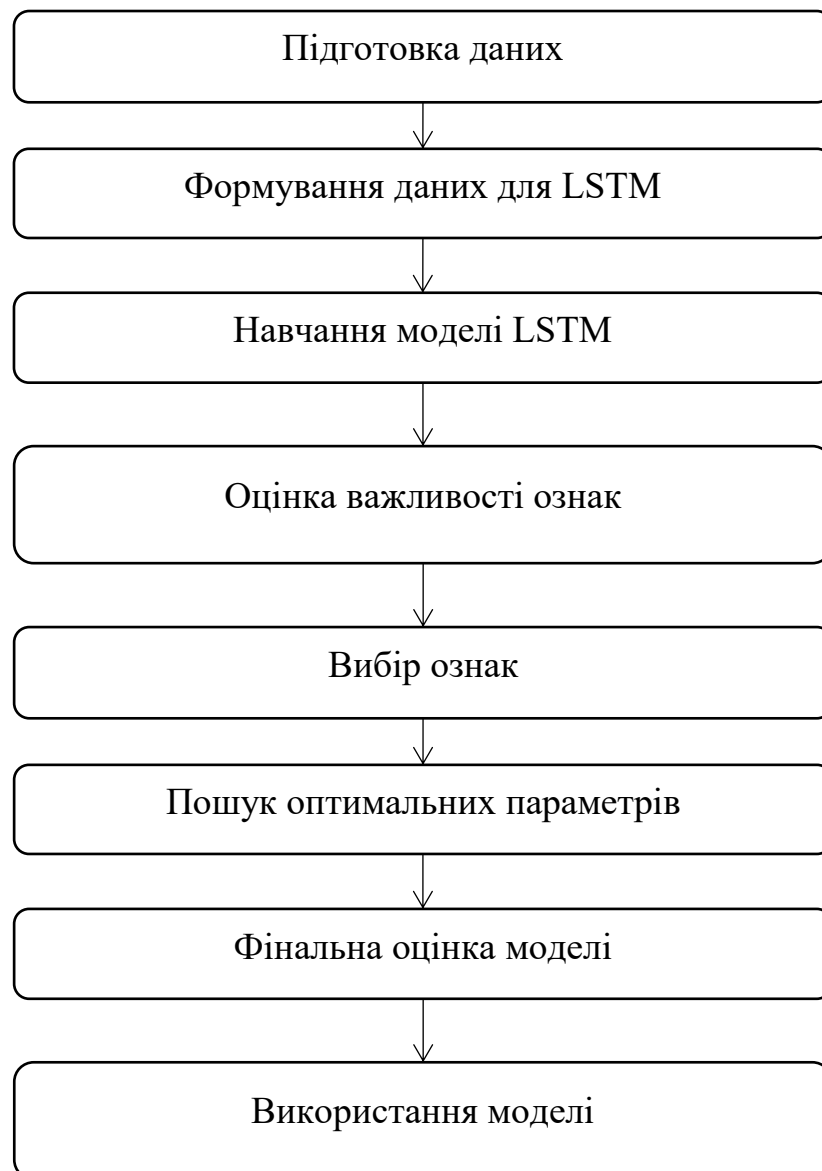 Підготовка даних
Формування даних для LSTM
Навчання моделі LSTM
Оцінка важливості ознак
Вибір ознак
Пошук оптимальних параметрів
Фінальна оцінка моделі
Використання моделі